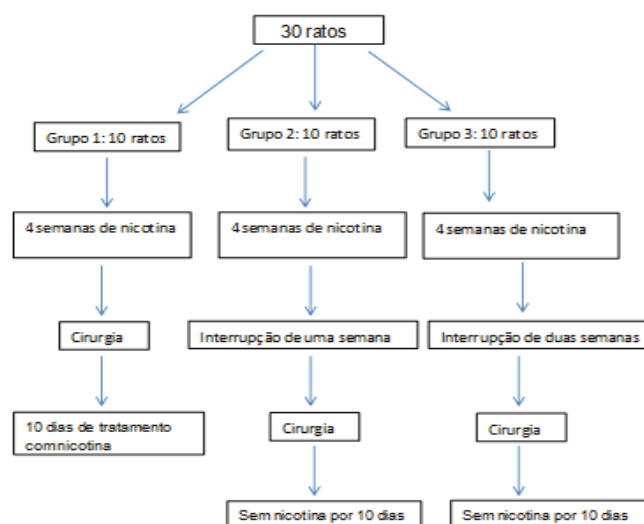 30 ratos
Grupo 1: 10 ratos
Grupo 2: 10 ratos
Grupo 3: 10 ratos
4 semanas de nicotina
4 semanas de nicotina
4 semanas de nicotina
Cirurgia
Interrupção de uma semana
Interrupção de duas semanas
10 dias de tratamento
comnicotina
Cirurgia
Cirurgia
Sem nicotina por 10 dias
Sem nicotina por 10 dias